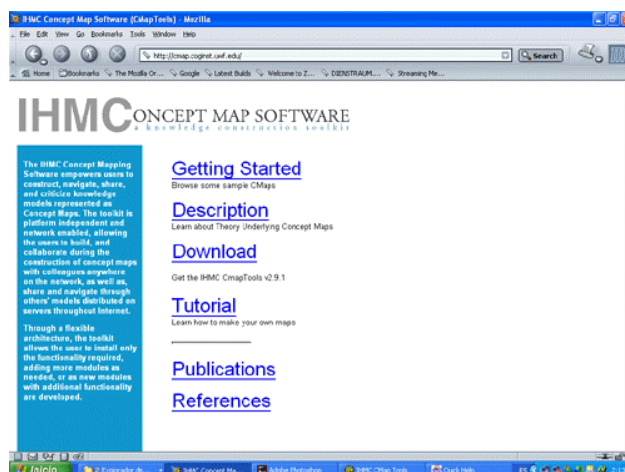 IHMC Concept Map Software (CMapTools) - Mozilla
File Edit View Go Bookmarks Tools Window Help
http://cmap.coginst.uwf.edu/ Search
Home Bookmarks The Mozilla Or... Google Latest Builds Welcome to Z... DIENSTRAUM.... Streaming Me...
IHMC CONCEPT MAP SOFTWARE
a knowledge construction toolkit
The IHMC Concept Mapping
Software empowers users to
construct, navigate, share,
and criticize knowledge
models represented as
Concept Maps. The toolkit is
platform independent and
network enabled, allowing
the users to build, and
collaborate during the
construction of concept maps
with colleagues anywhere
on the network, as well as,
share and navigate through
others' models distributed on
servers throughout Internet.
Through a flexible
architecture, the toolkit
allows the user to install only
the functionality required,
adding more modules as
needed, or as new modules
with additional functionality
are developed.
Getting Started
Browse some sample CMaps
Description
Learn about Theory Underlying Concept Maps
Download
Get the IHMC CmapTools v2.9.1
Tutorial
Learn how to make your own maps
Publications
References
Inicio 2 Explorador de... IHMC Concept Ma... Adobe Photoshop IHMC CMap Tools Quick Help ES